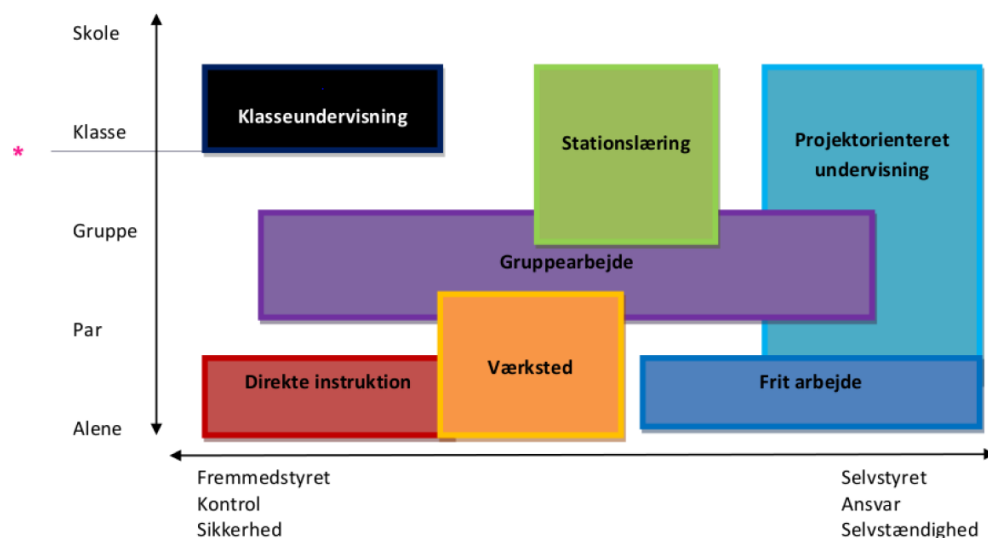 Skole
Klasseundervisning
Klasse
*
Stationslæring
Projektorienteret
undervisning
Gruppe
Gruppearbejde
Par
Værksted
Direkte instruktion
Frit arbejde
Alene
Fremmedstyret
Kontrol
Sikkerhed
Selvstyret
Ansvar
Selvstændighed